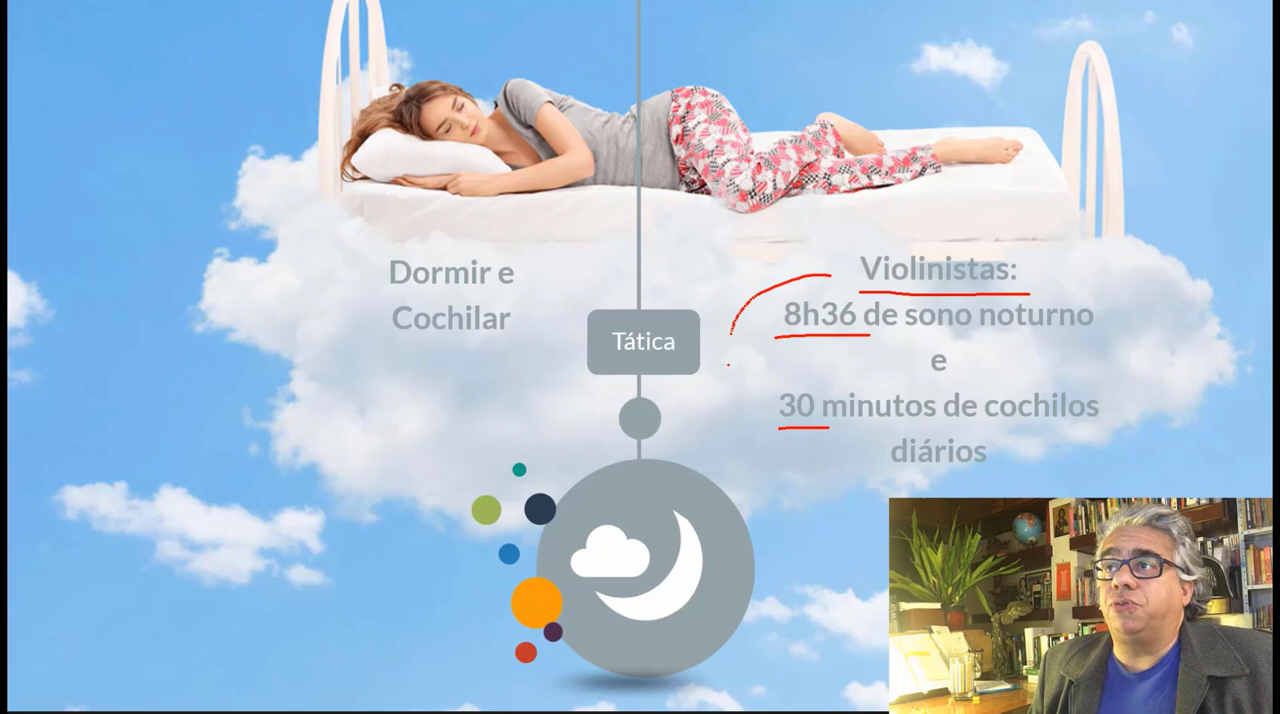 Dormir e
Cochilar
Tática
Violinistas:
8h36 de sono noturno
e
30 minutos de cochilos
diários